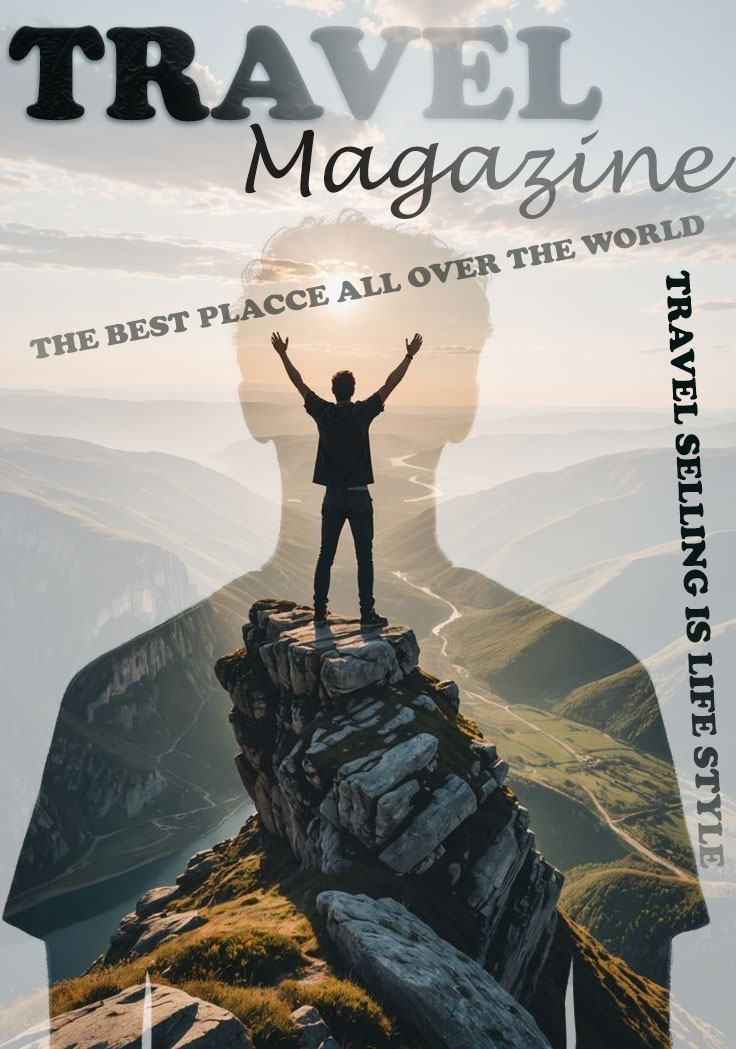 TRAVEL
Magazine
THE BEST PLACCE ALL OVER THE WORLD
TRAVEL SELLING IS LIFE STYLE